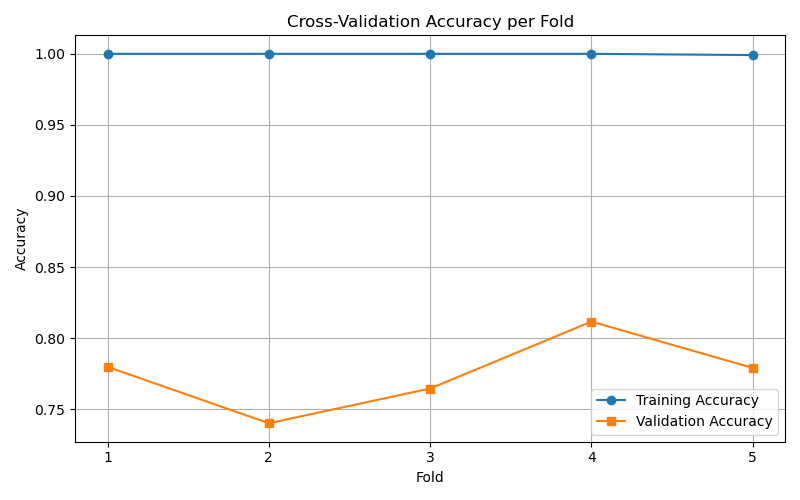 Cross-Validation Accuracy per Fold
1.00
0.95
0.90
0.85
0.80
0.75
Accuracy
1 2 3 4 5
Fold
Training Accuracy
Validation Accuracy